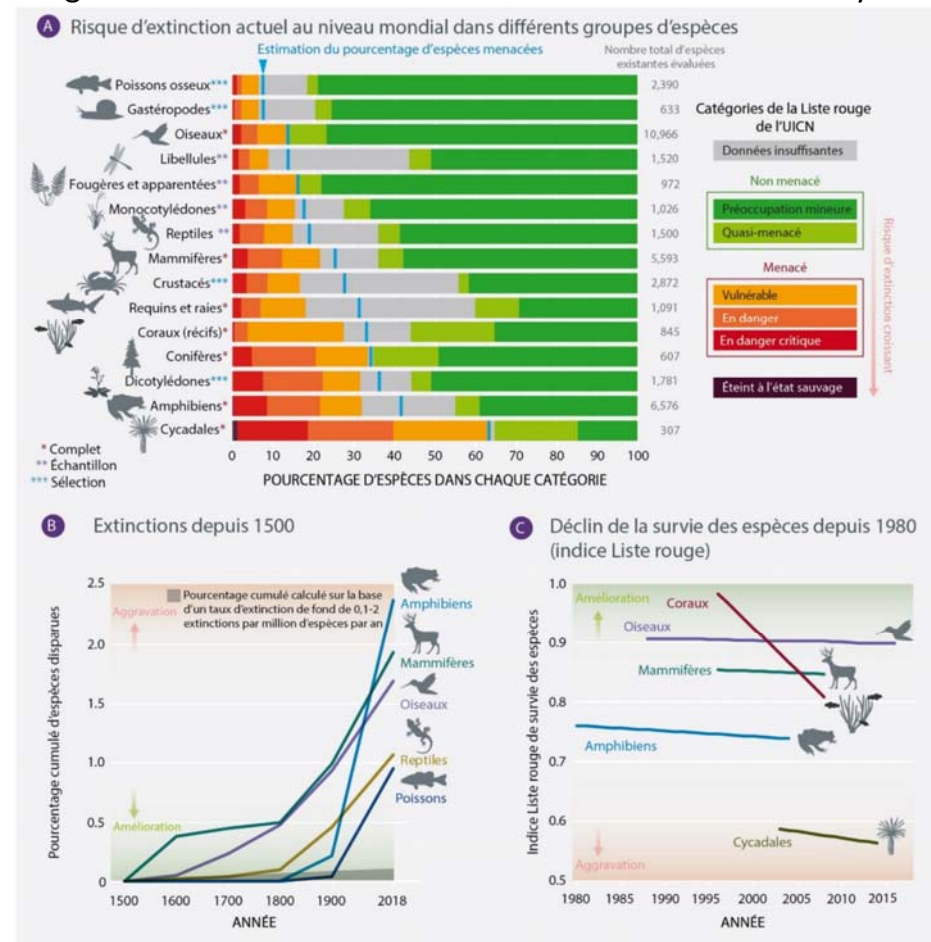 A Risque d'extinction actuel au niveau mondial dans différents groupes d'espèces
Estimation du pourcentage d'espèces menacées
Nombre total d'espèces
existantes évaluées
Poissons osseux*** 2,390
Gastéropodes*** 633
Oiseaux* 10,966
Libellules** 1,520
Fougères et apparentées** 972
Monocotylédones** 1,026
Reptiles ** 1,500
Mammifères* 5,593
Crustacés*** 2,872
Requins et raies* 1,091
Coraux (récifs)* 845
Conifères* 607
Dicotylédones*** 1,781
Amphibiens* 6,576
Cycadales* 307
0 10 20 30 40 50 60 70 80 90 100
POURCENTAGE D'ESPÈCES DANS CHAQUE CATÉGORIE
* Complet
** Échantillon
*** Sélection
Catégories de la Liste rouge
de l'UICN
Données insuffisantes
Non menacé
Préoccupation mineure
Quasi-menacé
Menacé
Vulnérable
En danger
En danger critique
Éteint à l'état sauvage
Risque d'extinction croissant
B Extinctions depuis 1500
Pourcentage cumulé d'espèces disparues
2.5
2.0
1.5
1.0
0.5
0
Aggravation
Amélioration
Pourcentage cumulé calculé sur la base
d'un taux d'extinction de fond de 0,1-2
extinctions par million d'espèces par an
Amphibiens
Mammifères
Oiseaux
Reptiles
Poissons
1500 1600 1700 1800 1900 2018
ANNÉE
C Déclin de la survie des espèces depuis 1980
(indice Liste rouge)
Indice Liste rouge de survie des espèces
1.0
0.9
0.8
0.7
0.6
0.5
Amélioration
Coraux
Oiseaux
Mammifères
Amphibiens
Cycadales
Aggravation
1980 1985 1990 1995 2000 2005 2010 2015
ANNÉE